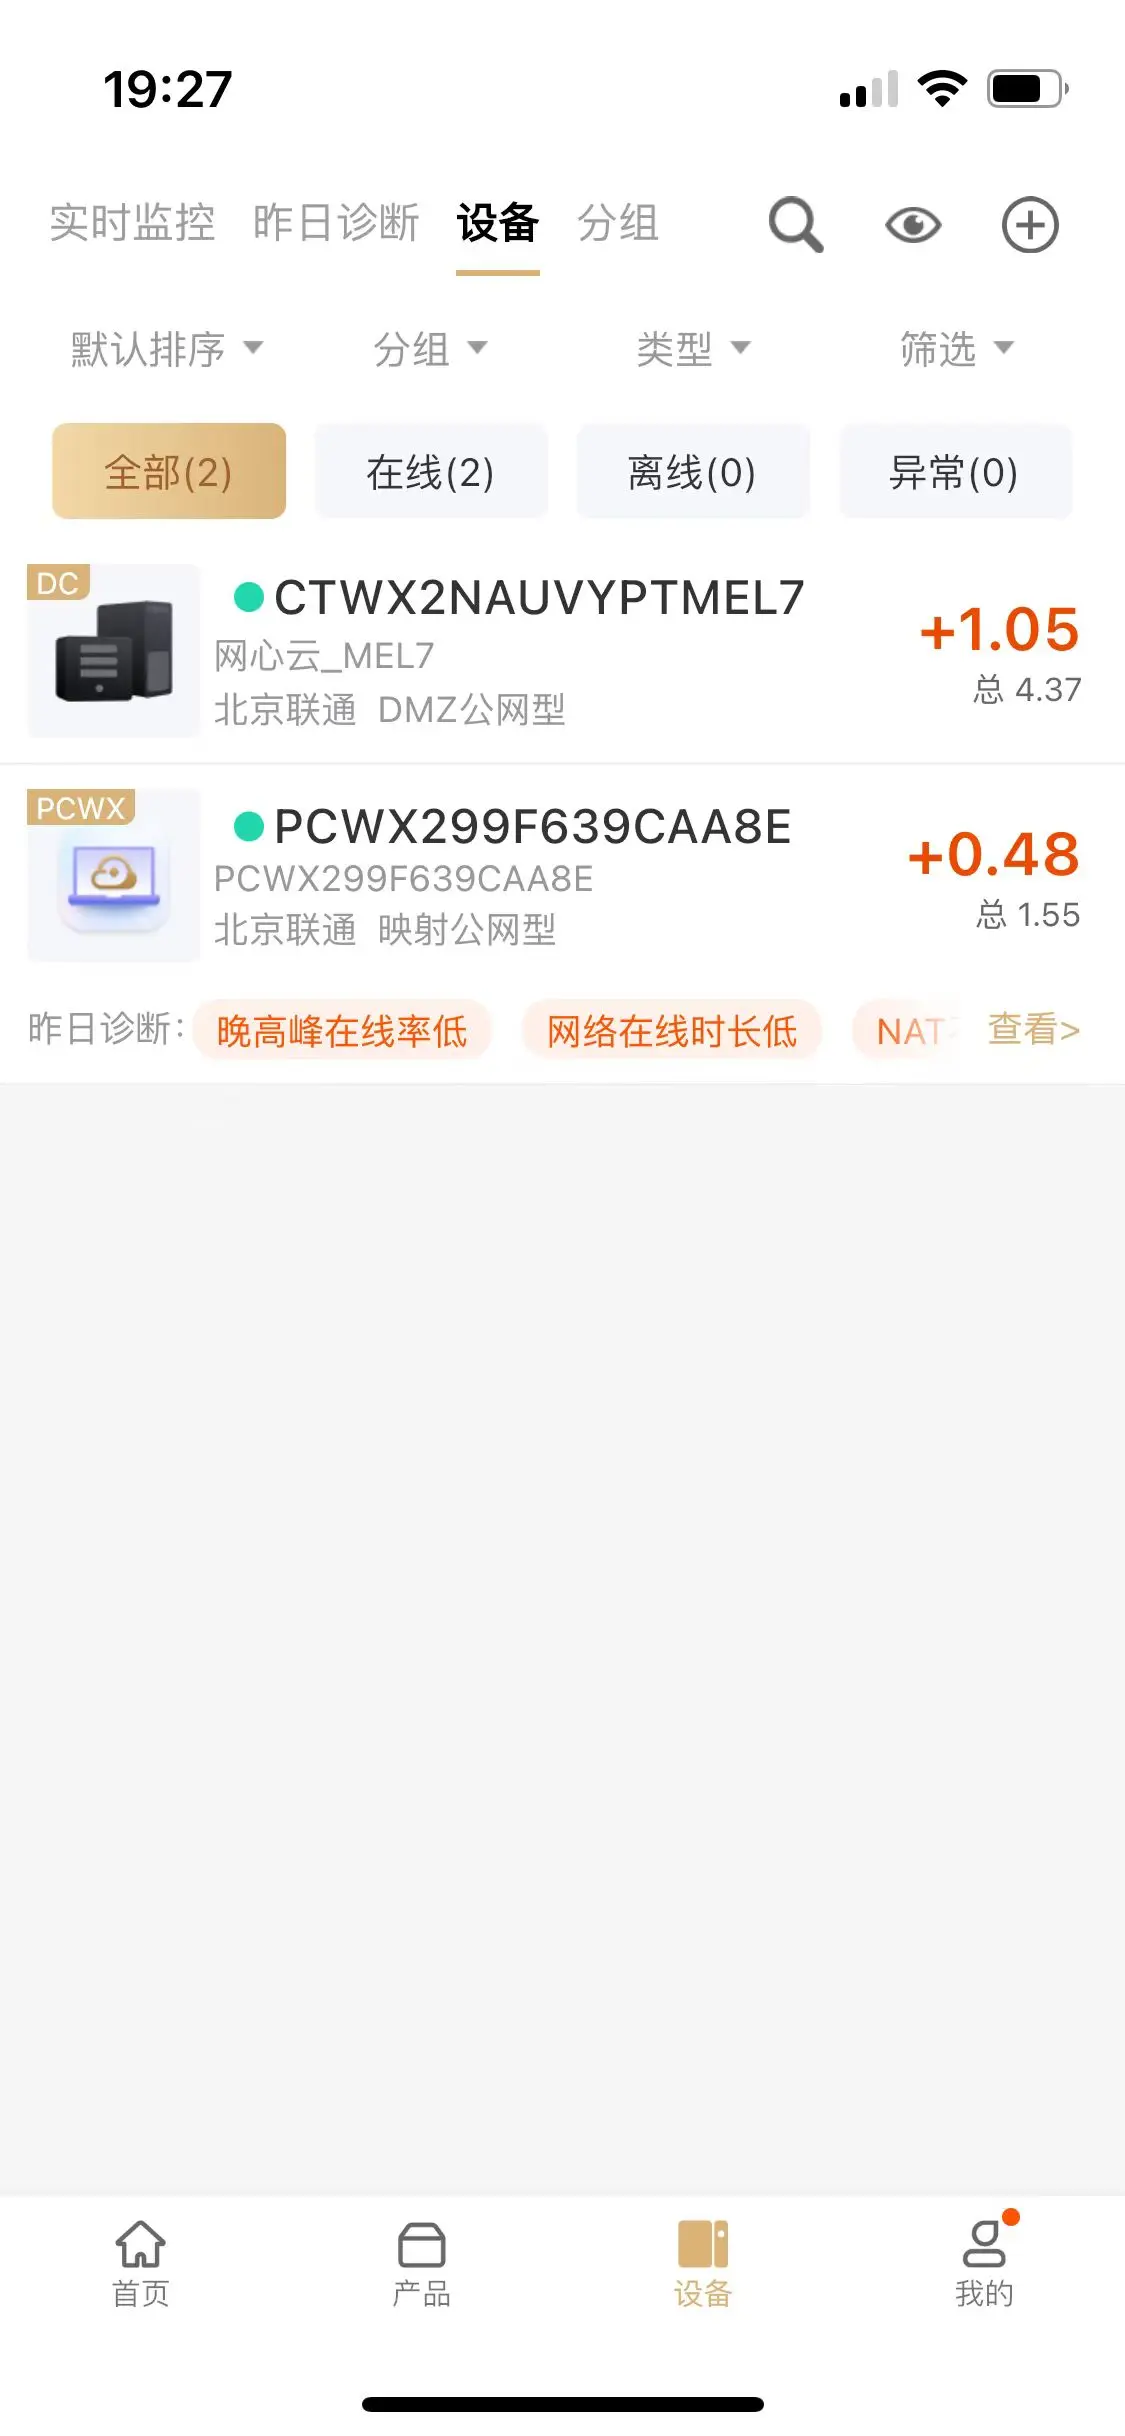 19:27
实时监控 昨日诊断 设备 分组
默认排序 分组 类型 筛选
全部(2) 在线(2) 离线(0) 异常(0)
DC
CTWX2NAUVYPTMEL7
+1.05
网心云_MEL7
总 4.37
北京联通 DMZ公网型
PCWX
PCWX299F639CAA8E
+0.48
PCWX299F639CAA8E
总 1.55
北京联通 映射公网型
昨日诊断: 晚高峰在线率低 网络在线时长低 NAT 查看>
首页 产品 设备 我的